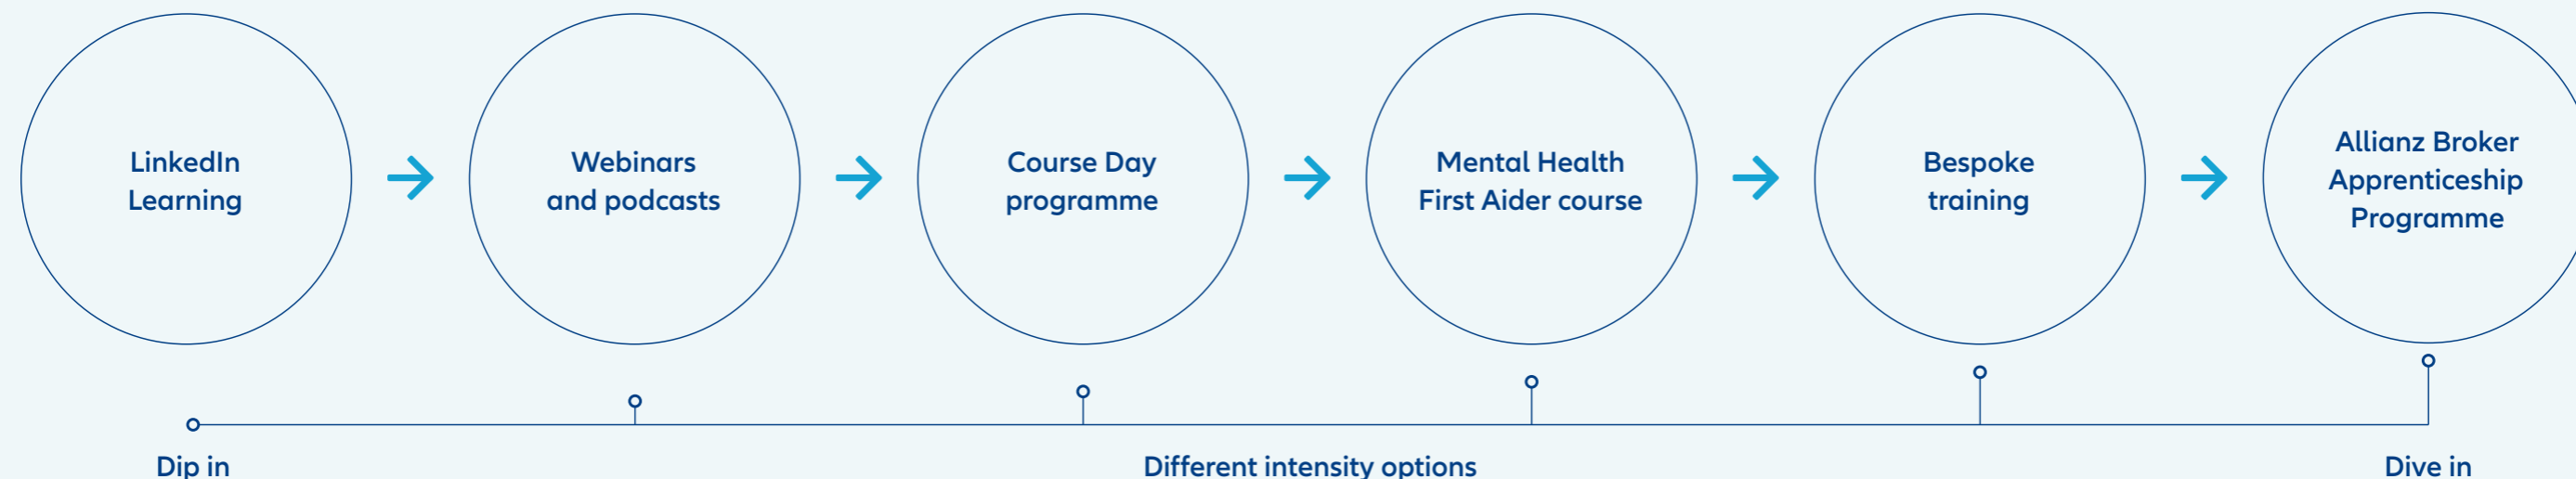 LinkedIn
Learning
Webinars
and podcasts
Course Day
programme
Mental Health
First Aider course
Bespoke
training
Allianz Broker
Apprenticeship
Programme
Dip in
Different intensity options
Dive in